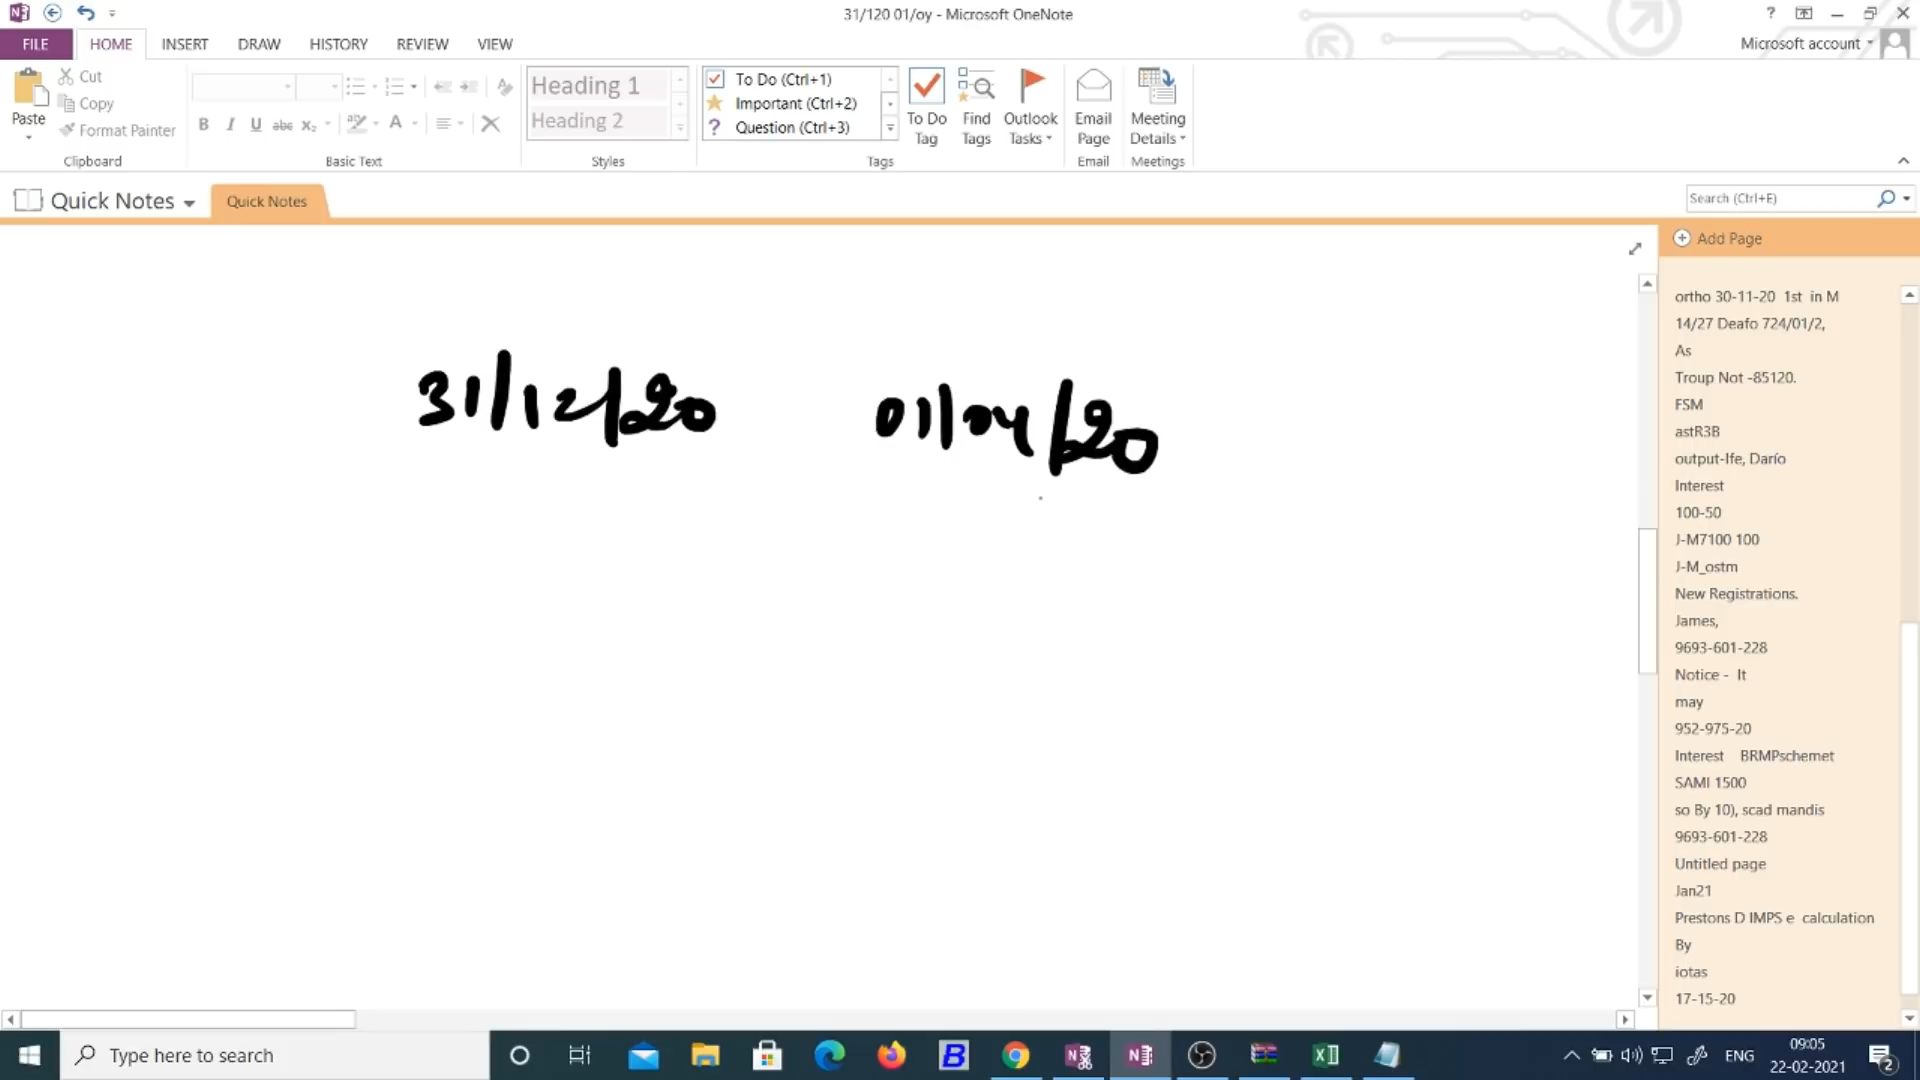 31/120 01/oy - Microsoft OneNote
?
FILE HOME INSERT DRAW HISTORY REVIEW VIEW
Microsoft account
Paste
Cut
Copy
Format Painter
Clipboard
B I U abc x₂ A
Basic Text
Heading 1
Heading 2
Styles
To Do (Ctrl+1)
Important (Ctrl+2)
? Question (Ctrl+3)
Tags
To Do Tag
Find Tags
Outlook Tasks
Email Page
Email
Meeting Details
Meetings
Quick Notes
Quick Notes
Search (Ctrl+E)
31/12/20 01/04/20
Add Page
ortho 30-11-20 1st in M
14/27 Deafo 724/01/2,
As
Troup Not -85120.
FSM
astR3B
output-Ife, Darío
Interest
100-50
J-M7100 100
J-M_ostm
New Registrations.
James,
9693-601-228
Notice - It
may
952-975-20
Interest BRMPschemet
SAMI 1500
so By 10), scad mandis
9693-601-228
Untitled page
Jan21
Prestons D IMPS e calculation
By
iotas
17-15-20
Type here to search
B
ENG
09:05
22-02-2021
2